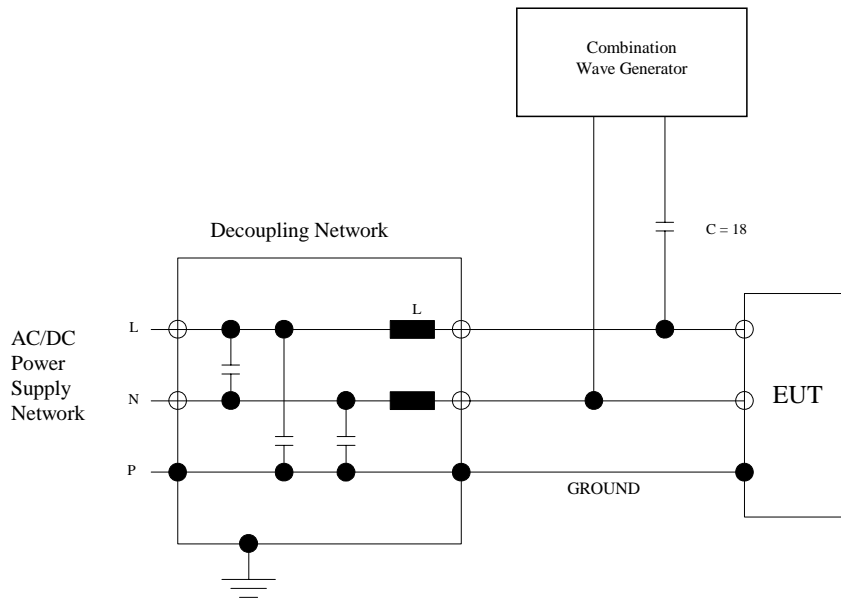 Combination
Wave Generator
C = 18
Decoupling Network
L
AC/DC
Power
Supply
Network
L
N
P
EUT
GROUND